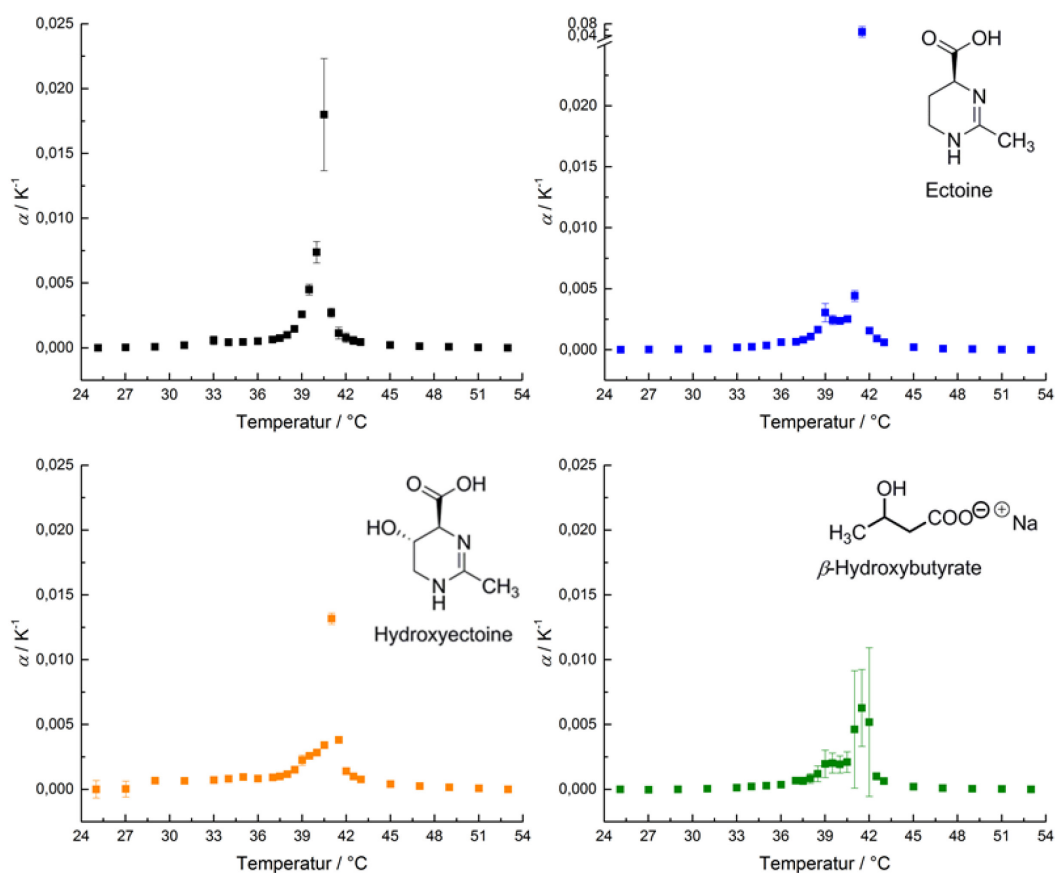 0,025
0,020
0,015
0,010
0,005
0,000
α / K⁻¹
24 27 30 33 36 39 42 45 48 51 54
Temperatur / °C
0,08
0,04
0,020
0,015
0,010
0,005
0,000
α / K⁻¹
24 27 30 33 36 39 42 45 48 51 54
Temperatur / °C
O OH
N
N
H
CH₃
Ectoine
0,025
0,020
0,015
0,010
0,005
0,000
α / K⁻¹
24 27 30 33 36 39 42 45 48 51 54
Temperatur / °C
O OH
HO
N
N
H
CH₃
Hydroxyectoine
0,025
0,020
0,015
0,010
0,005
0,000
α / K⁻¹
24 27 30 33 36 39 42 45 48 51 54
Temperatur / °C
OH
H₃C COO⊖ ⊕Na
β-Hydroxybutyrate